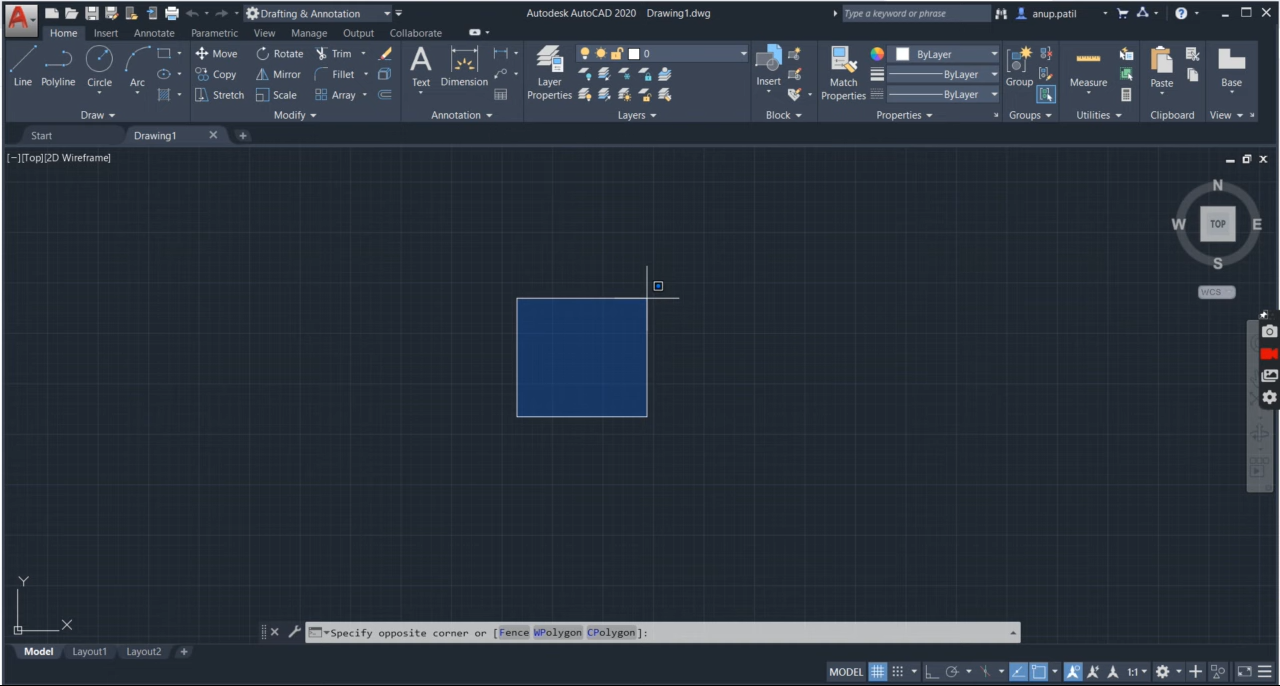 Drafting & Annotation
Autodesk AutoCAD 2020 Drawing1.dwg
Type a keyword or phrase
anup.patil
Home Insert Annotate Parametric View Manage Output Collaborate
Line Polyline Circle Arc
Move Rotate Trim
Copy Mirror Fillet
Stretch Scale Array
Text Dimension
Layer
Properties
0
Insert
Match
Properties
ByLayer
ByLayer
ByLayer
Group
Measure
Paste
Base
Draw Modify Annotation Layers Block Properties Groups Utilities Clipboard View
Start Drawing1
[−][Top][2D Wireframe]
N
W TOP E
S
WCS
Y
X
Specify opposite corner or [Fence WPolygon CPolygon]:
Model Layout1 Layout2
MODEL 1:1